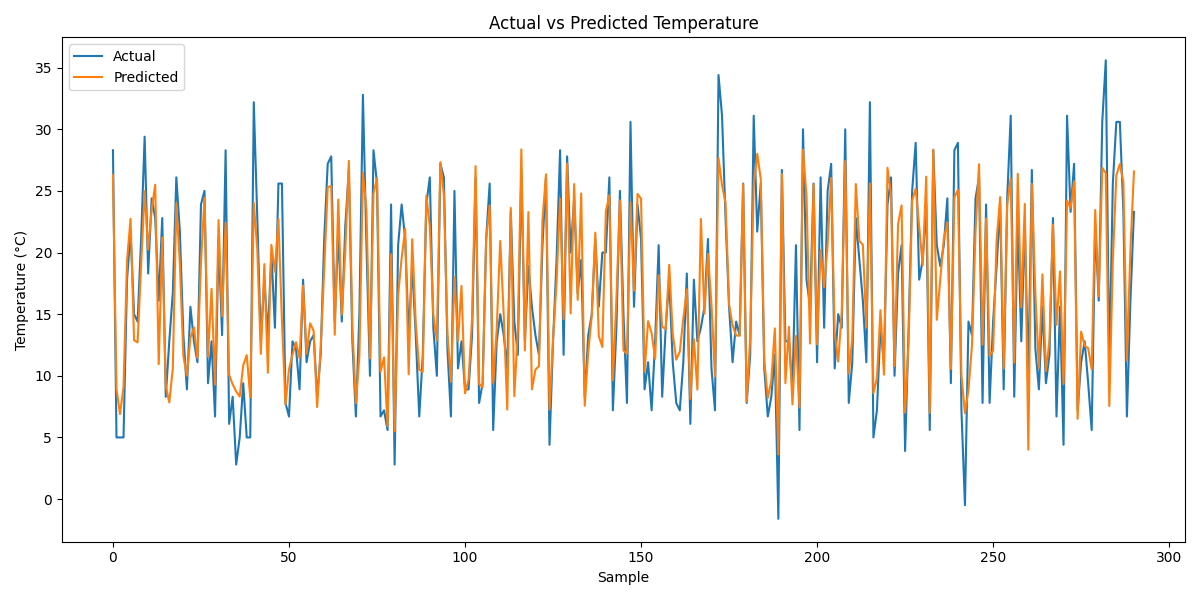 Actual vs Predicted Temperature
Actual
Predicted
Temperature (°C)
35
30
25
20
15
10
5
0
0 50 100 150 200 250 300
Sample